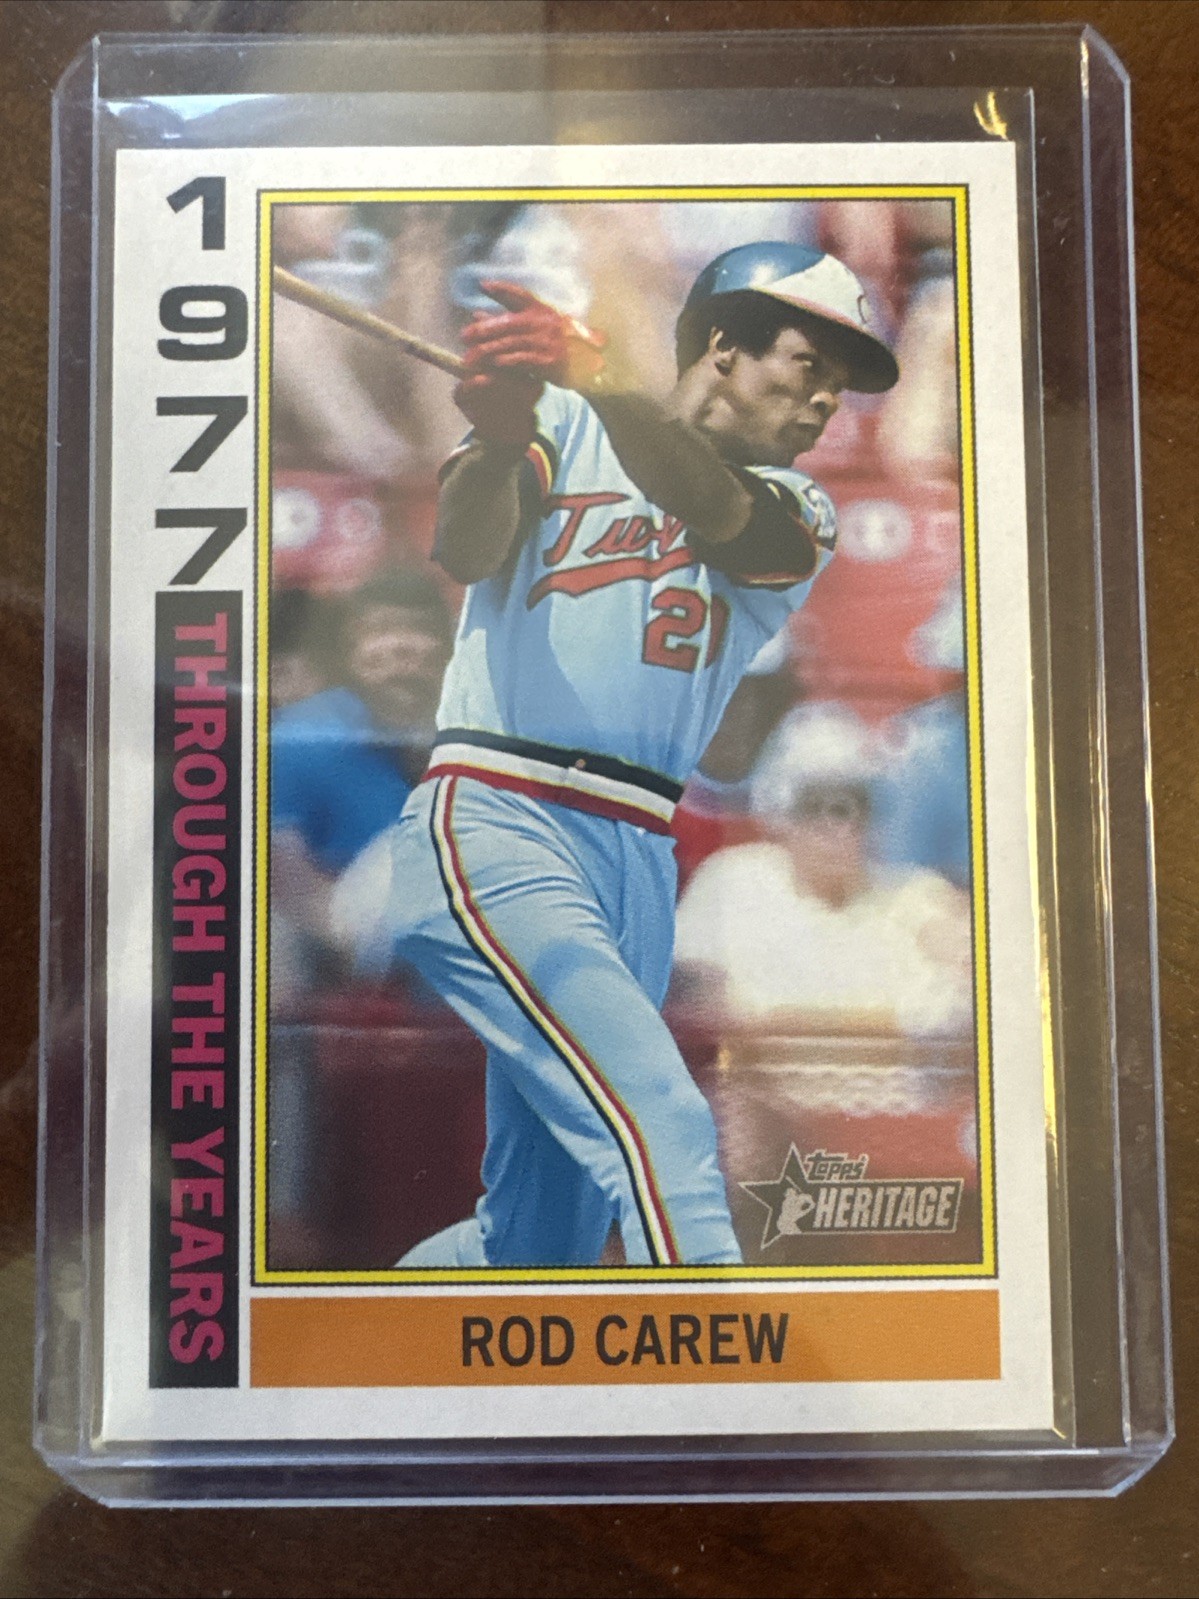 1977
THROUGH THE YEARS
Twins
21
Topps
HERITAGE
ROD CAREW